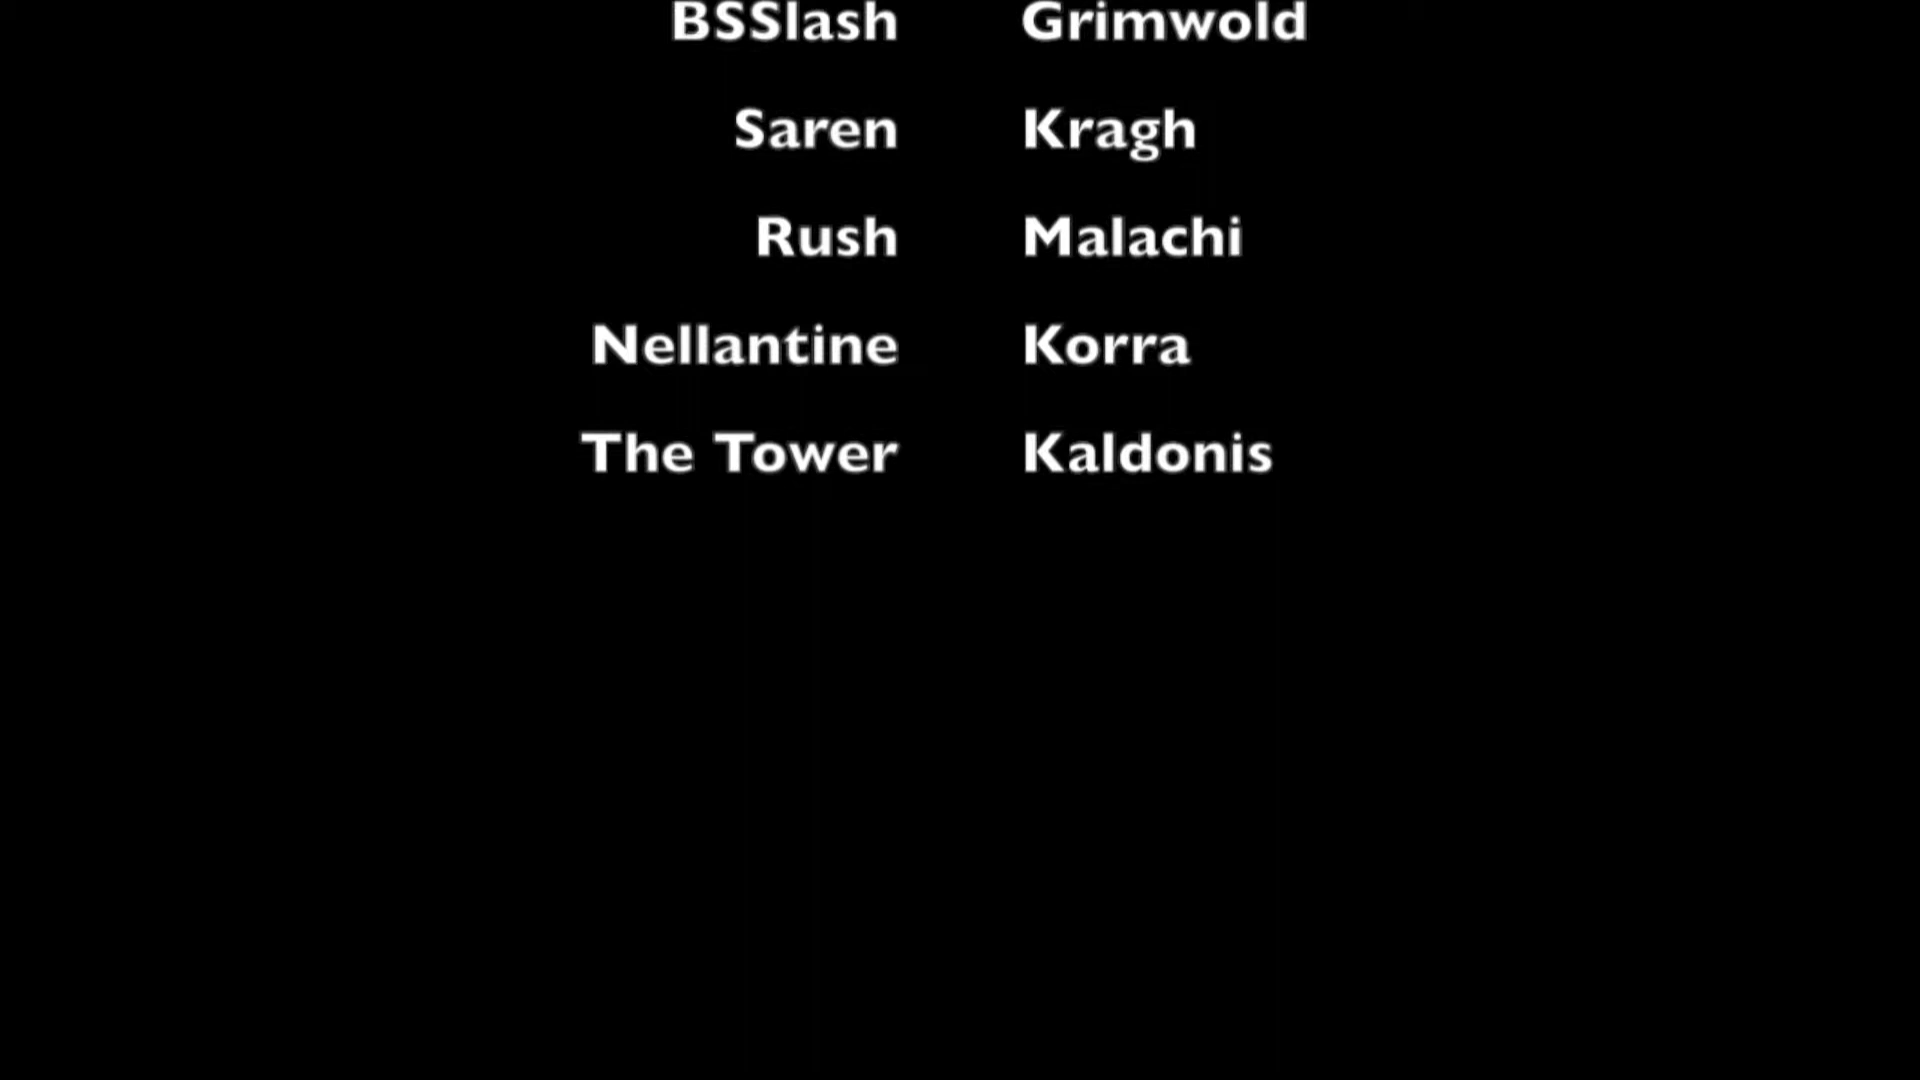 BSSlash Grimwold
Saren Kragh
Rush Malachi
Nellantine Korra
The Tower Kaldonis